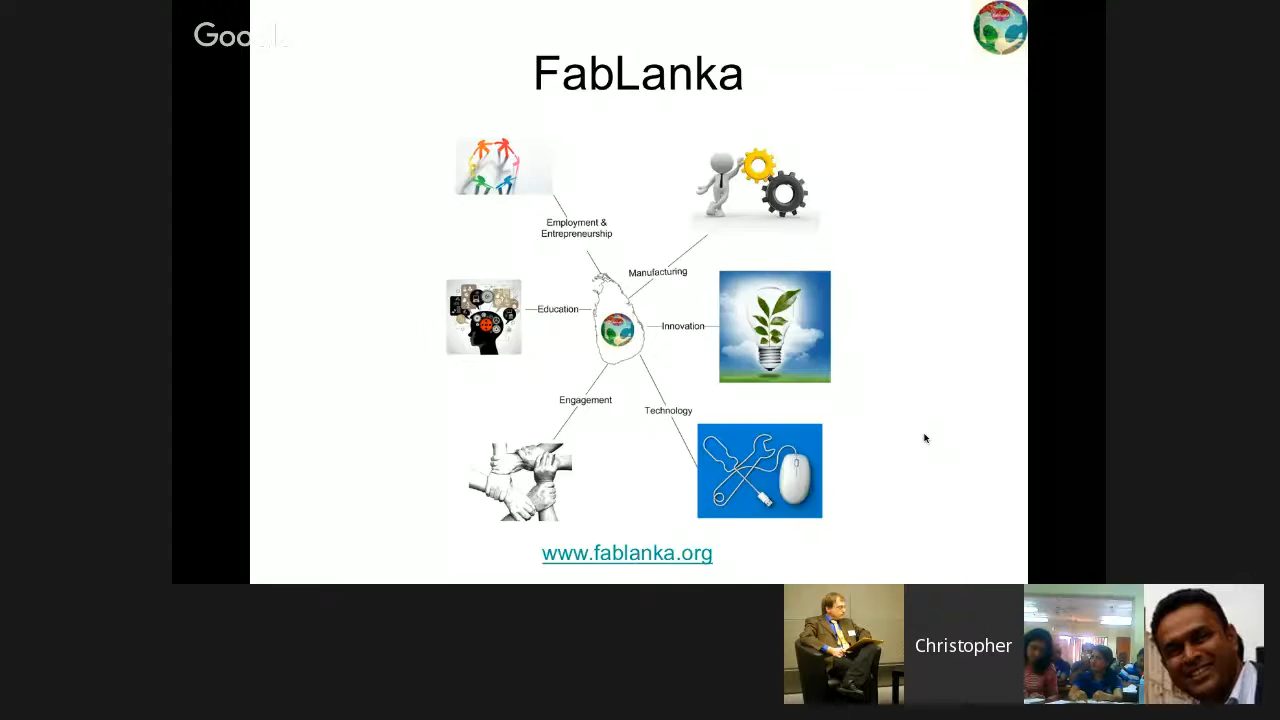 Google
FabLanka
Employment &
Entrepreneurship
Manufacturing
Education
Innovation
Engagement
Technology
www.fablanka.org
Christopher